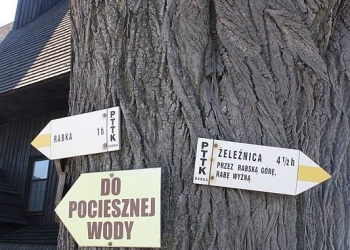 RABKA 1h
PTTK
RABKA
PTTK
RABKA
ŻELEŹNICA 4½h
PRZEZ RABSKĄ GÓRĘ,
RABĘ WYŻNĄ
DO
POCIESZNEJ
WODY